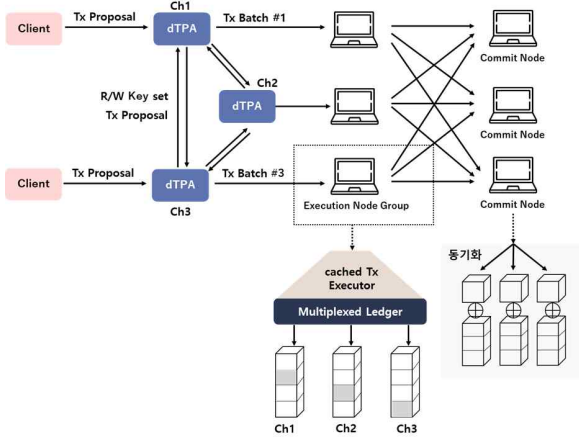 Ch1
Client
Tx Proposal
dTPA
Tx Batch #1
Commit Node
Ch2
R/W Key set
Tx Proposal
dTPA
Commit Node
Client
Tx Proposal
dTPA
Tx Batch #3
Ch3
Execution Node Group
Commit Node
동기화
cached Tx
Executor
Multiplexed Ledger
Ch1
Ch2
Ch3